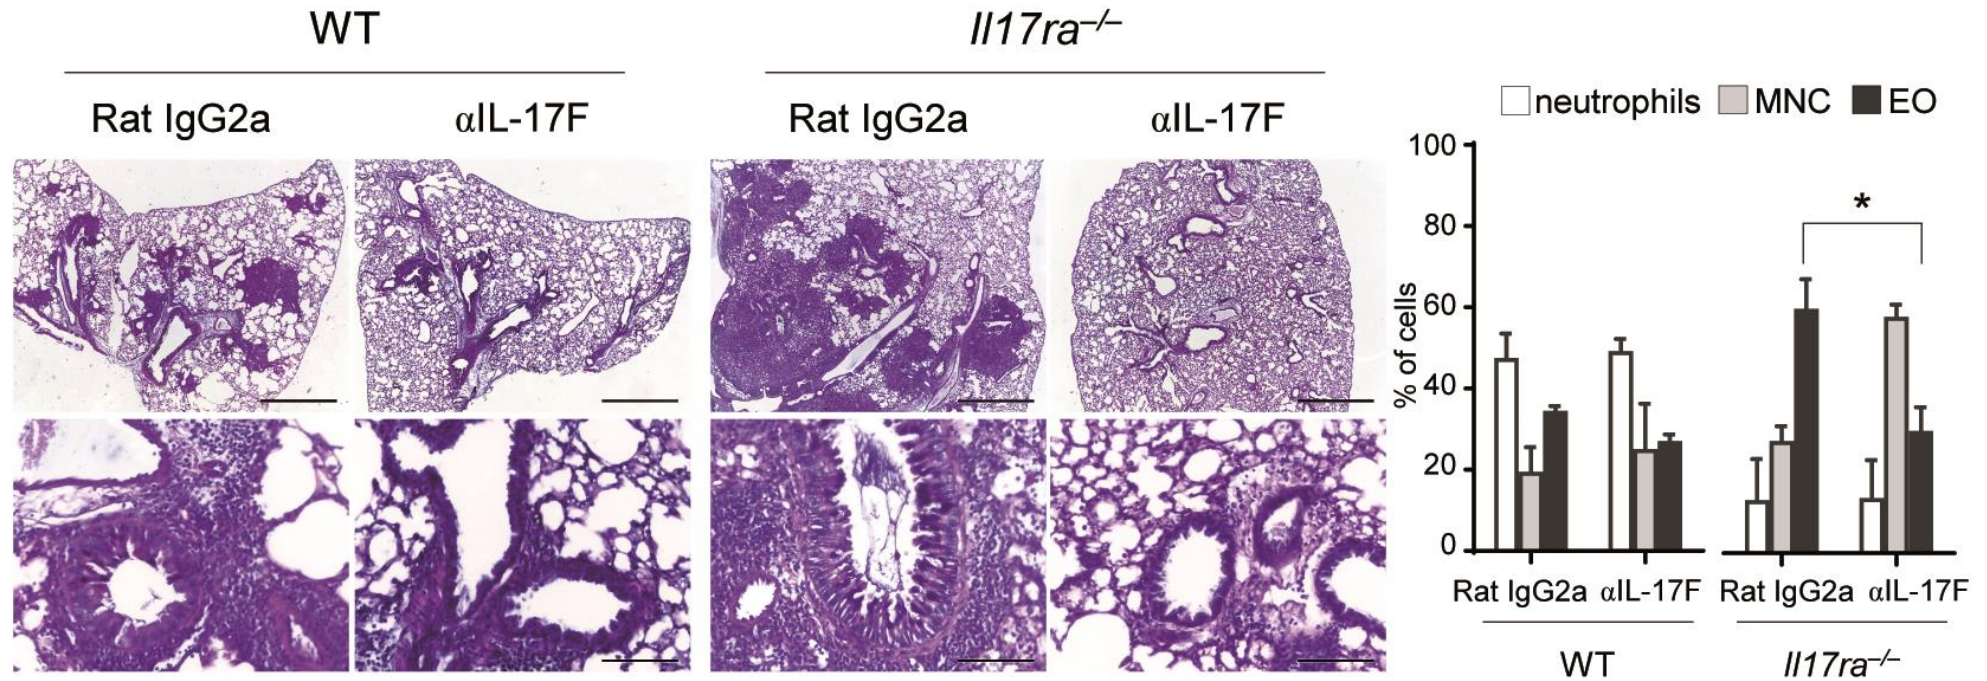 WT
Il17ra–/–
Rat IgG2a
αIL-17F
Rat IgG2a
αIL-17F
neutrophils
MNC
EO
100
80
60
40
20
0
% of cells
*
Rat IgG2a
αIL-17F
Rat IgG2a
αIL-17F
WT
Il17ra–/–